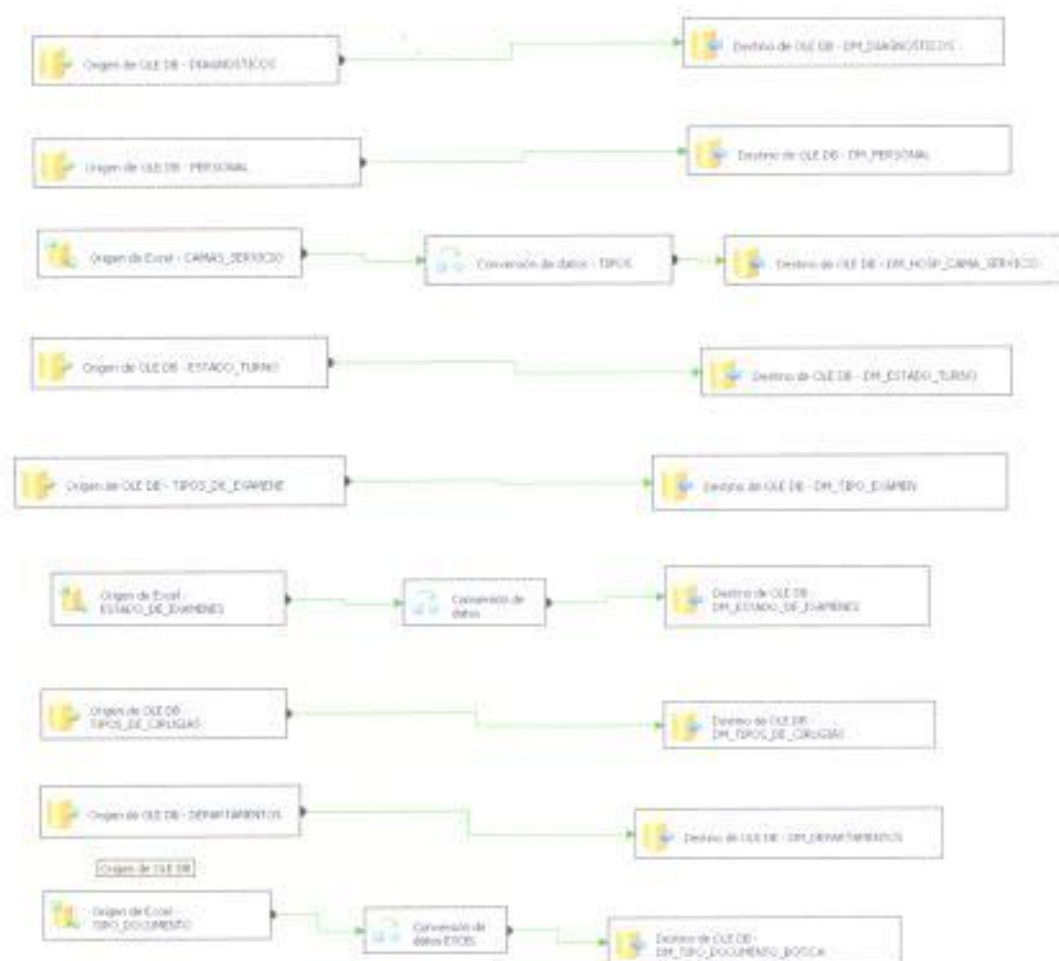 Origen de OLE DB - DIAGNOSTICOS
Destino de OLE DB - DM_DIAGNOSTICOS
Origen de OLE DB - PERSONAL
Destino de OLE DB - DM_PERSONAL
Origen de Excel - CAMAS_SERVICIO
Conversión de datos - TIPOS
Destino de OLE DB - DM_HOSP_CAMA_SERVICIO
Origen de OLE DB - ESTADO_TURNO
Destino de OLE DB - DM_ESTADO_TURNO
Origen de OLE DB - TIPOS_DE_EXAMENE
Destino de OLE DB - DM_TIPO_EXAMEN
Origen de Excel -
ESTADO_DE_EXAMENES
Conversión de
datos
Destino de OLE DB -
DM_ESTADO_DE_EXAMENES
Origen de OLE DB -
TIPOS_DE_CIRUGIAS
Destino de OLE DB -
DM_TIPOS_DE_CIRUGIAS
Origen de OLE DB - DEPARTAMENTOS
Destino de OLE DB - DM_DEPARTAMENTOS
Origen de OLE DB
Origen de Excel -
TIPO_DOCUMENTO
Conversión de
datos EXCEL
Destino de OLE DB -
DM_TIPO_DOCUMENTO_BOTICA